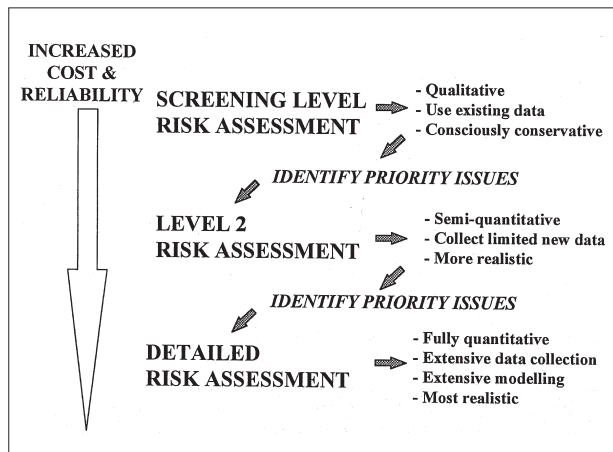 INCREASED
COST &
RELIABILITY
SCREENING LEVEL
RISK ASSESSMENT
- Qualitative
- Use existing data
- Consciously conservative
IDENTIFY PRIORITY ISSUES
LEVEL 2
RISK ASSESSMENT
- Semi-quantitative
- Collect limited new data
- More realistic
IDENTIFY PRIORITY ISSUES
DETAILED
RISK ASSESSMENT
- Fully quantitative
- Extensive data collection
- Extensive modelling
- Most realistic